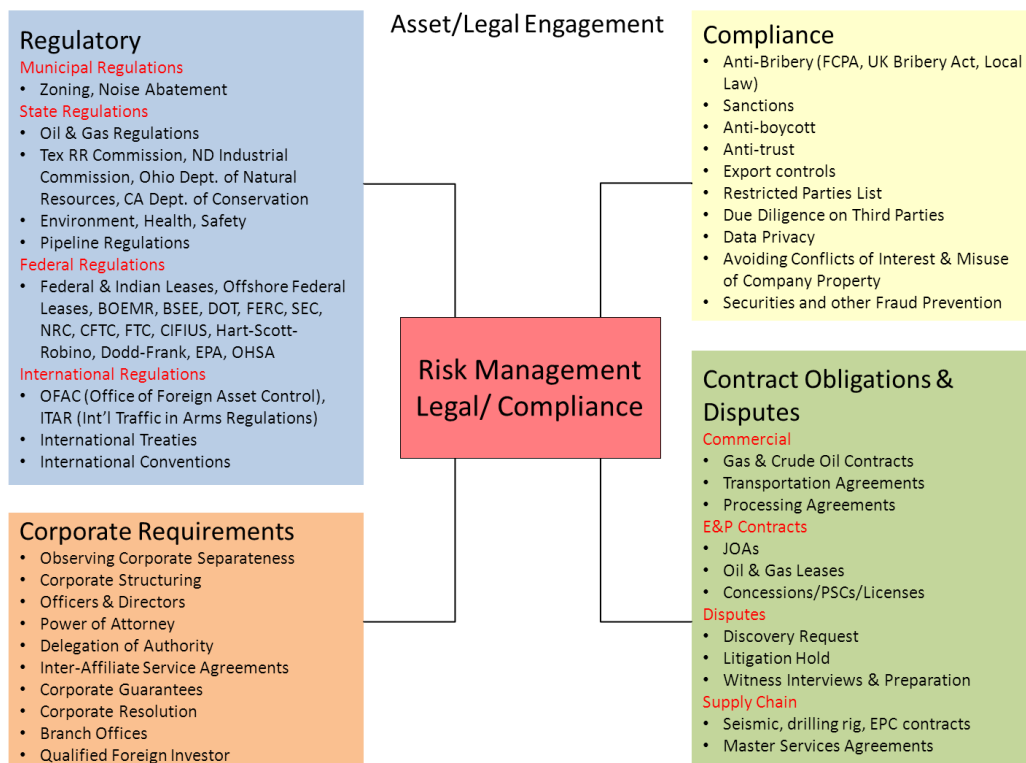 Asset/Legal Engagement
Regulatory
Municipal Regulations
• Zoning, Noise Abatement
State Regulations
• Oil & Gas Regulations
• Tex RR Commission, ND Industrial
Commission, Ohio Dept. of Natural
Resources, CA Dept. of Conservation
• Environment, Health, Safety
• Pipeline Regulations
Federal Regulations
• Federal & Indian Leases, Offshore Federal
Leases, BOEMR, BSEE, DOT, FERC, SEC,
NRC, CFTC, FTC, CIFIUS, Hart-Scott-
Robino, Dodd-Frank, EPA, OHSA
International Regulations
• OFAC (Office of Foreign Asset Control),
ITAR (Int'l Traffic in Arms Regulations)
• International Treaties
• International Conventions
Compliance
• Anti-Bribery (FCPA, UK Bribery Act, Local
Law)
• Sanctions
• Anti-boycott
• Anti-trust
• Export controls
• Restricted Parties List
• Due Diligence on Third Parties
• Data Privacy
• Avoiding Conflicts of Interest & Misuse
of Company Property
• Securities and other Fraud Prevention
Risk Management
Legal/ Compliance
Corporate Requirements
• Observing Corporate Separateness
• Corporate Structuring
• Officers & Directors
• Power of Attorney
• Delegation of Authority
• Inter-Affiliate Service Agreements
• Corporate Guarantees
• Corporate Resolution
• Branch Offices
• Qualified Foreign Investor
Contract Obligations &
Disputes
Commercial
• Gas & Crude Oil Contracts
• Transportation Agreements
• Processing Agreements
E&P Contracts
• JOAs
• Oil & Gas Leases
• Concessions/PSCs/Licenses
Disputes
• Discovery Request
• Litigation Hold
• Witness Interviews & Preparation
Supply Chain
• Seismic, drilling rig, EPC contracts
• Master Services Agreements